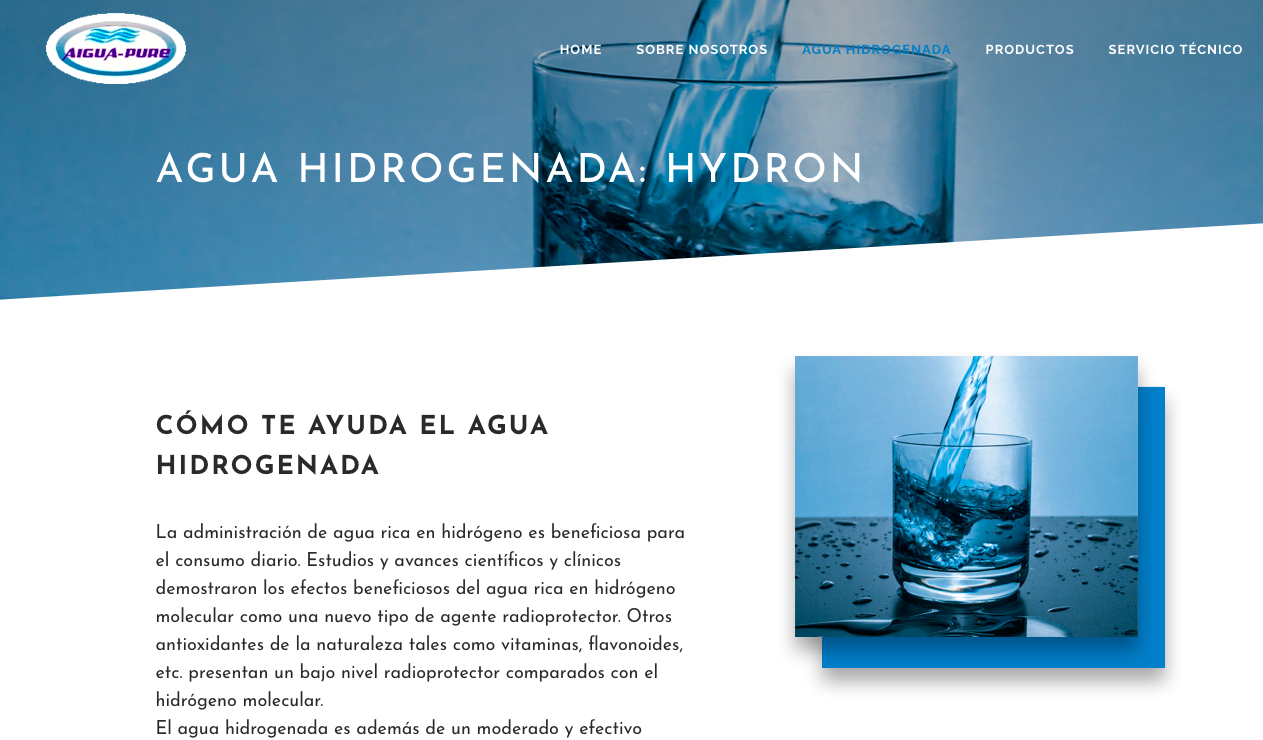 AIGUA-PURE
HOME SOBRE NOSOTROS AGUA HIDROGENADA PRODUCTOS SERVICIO TÉCNICO
AGUA HIDROGENADA: HYDRON
CÓMO TE AYUDA EL AGUA
HIDROGENADA
La administración de agua rica en hidrógeno es beneficiosa para
el consumo diario. Estudios y avances científicos y clínicos
demostraron los efectos beneficiosos del agua rica en hidrógeno
molecular como una nuevo tipo de agente radioprotector. Otros
antioxidantes de la naturaleza tales como vitaminas, flavonoides,
etc. presentan un bajo nivel radioprotector comparados con el
hidrógeno molecular.
El agua hidrogenada es además de un moderado y efectivo